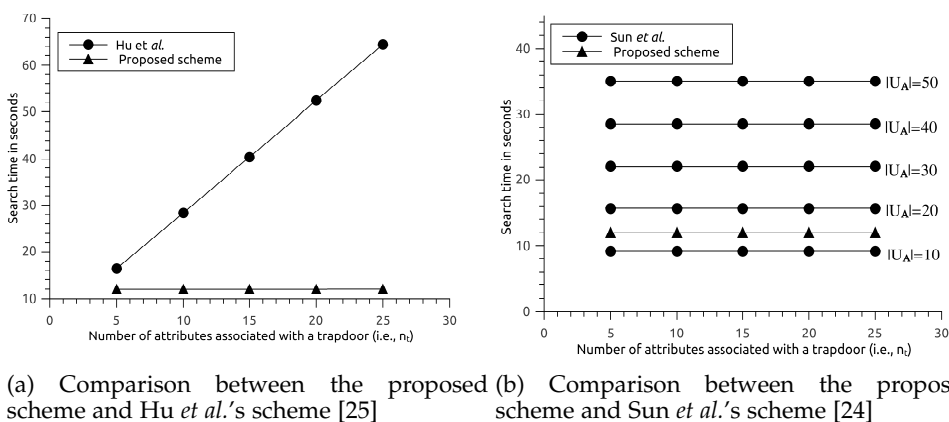 70
60
50
40
30
20
10
0
5
10
15
20
25
30
Search time in seconds
Hu et al.
Proposed scheme
Number of attributes associated with a trapdoor (i.e., nt)
40
30
20
10
0
0
5
10
15
20
25
30
Search time in seconds
Sun et al.
Proposed scheme
|UA|=50
|UA|=40
|UA|=30
|UA|=20
|UA|=10
Number of attributes associated with a trapdoor (i.e., nt)
(a) Comparison between the proposed
scheme and Hu et al.'s scheme [25]
(b) Comparison between the propos
scheme and Sun et al.'s scheme [24]